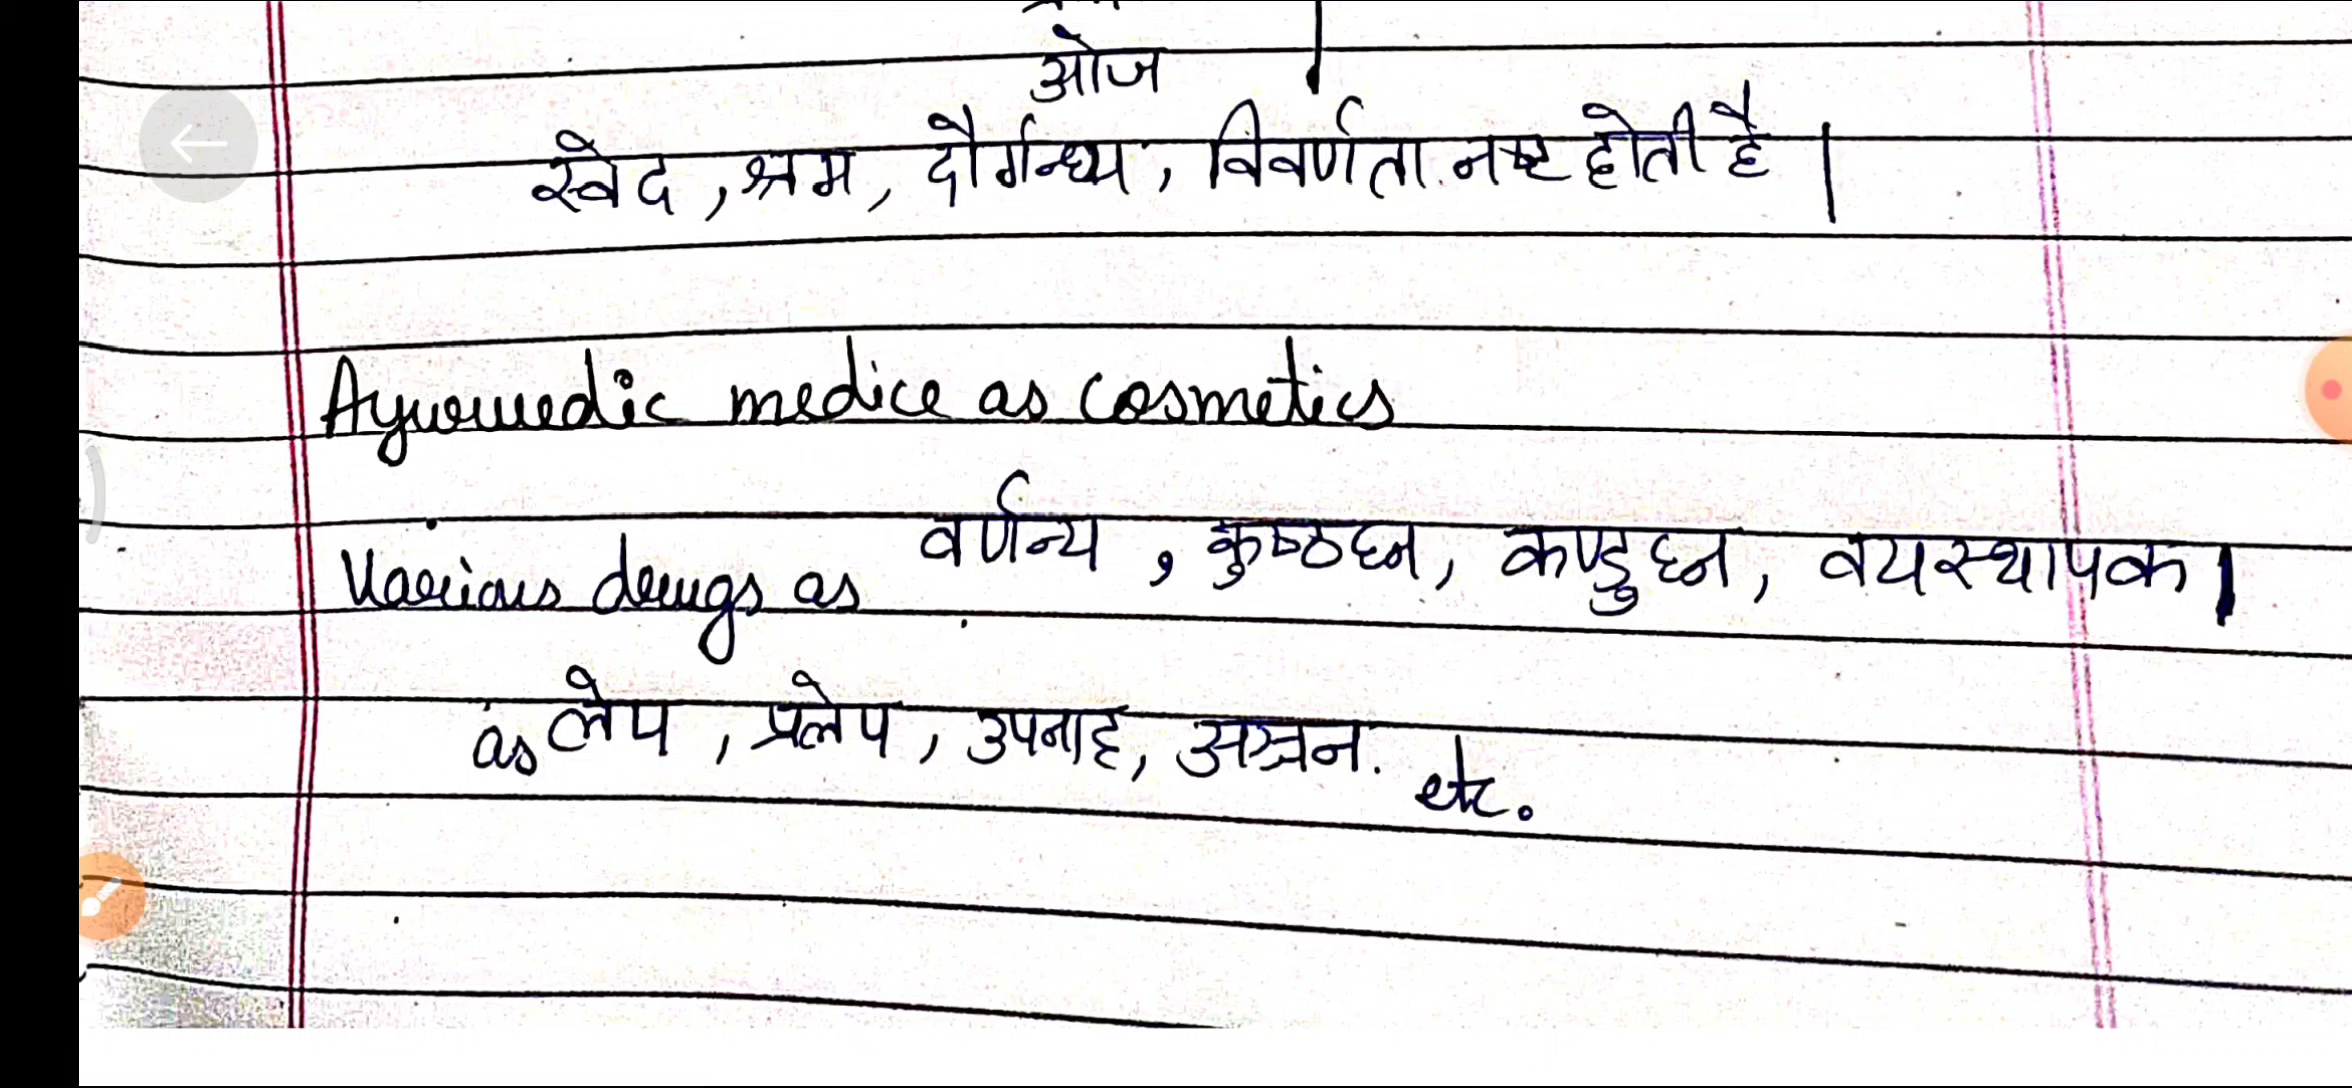 ओज
स्वेद, श्रम, दौर्गन्ध्य, विवर्णता नष्ट होती है |
Ayurvedic medice as cosmetics
Various drugs as वर्णन्य, कुष्ठघ्न, कण्डुघ्न, वयस्थापक |
as लेप, प्रलेप, उपनाह, अञ्जन. etc.